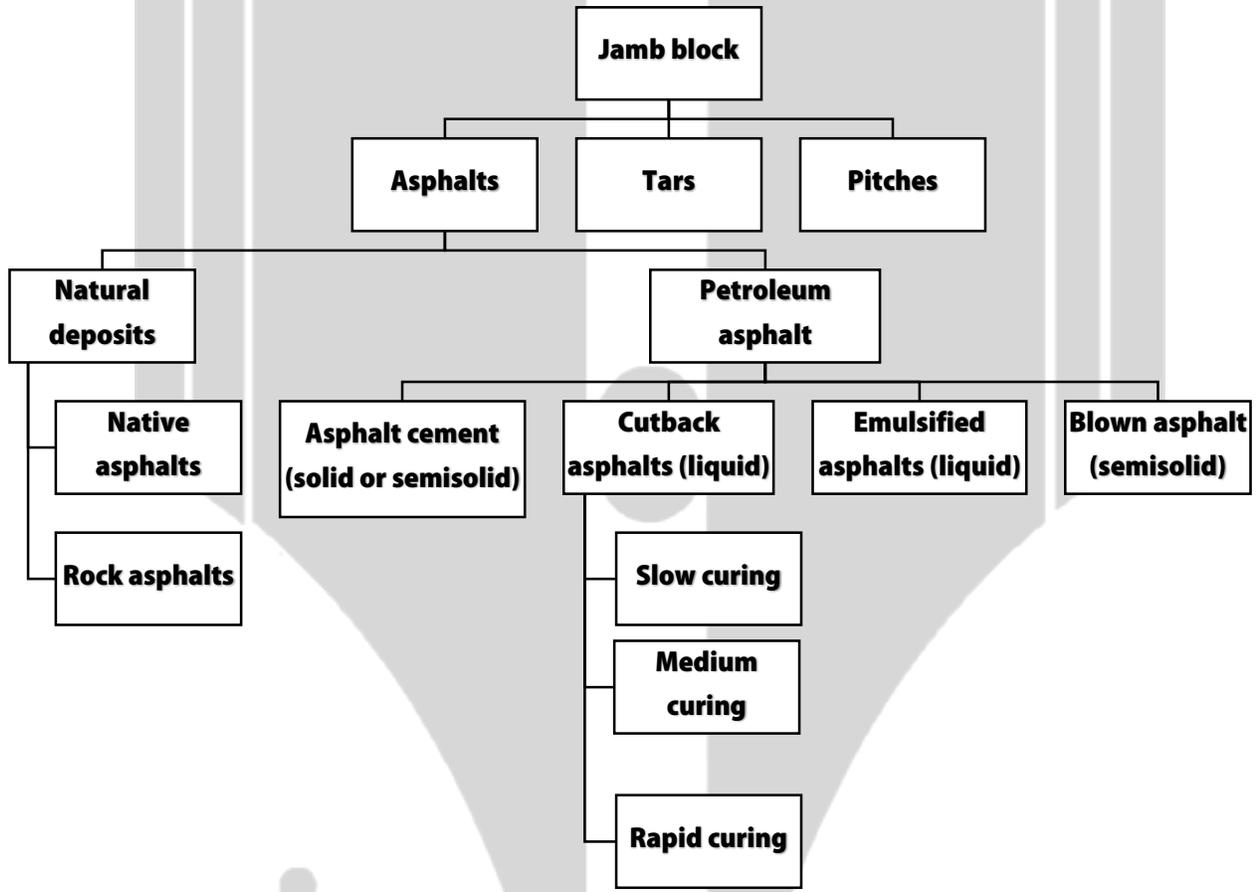 Jamb block
Asphalts
Tars
Pitches
Natural
deposits
Petroleum
asphalt
Native
asphalts
Rock asphalts
Asphalt cement
(solid or semisolid)
Cutback
asphalts (liquid)
Emulsified
asphalts (liquid)
Blown asphalt
(semisolid)
Slow curing
Medium
curing
Rapid curing